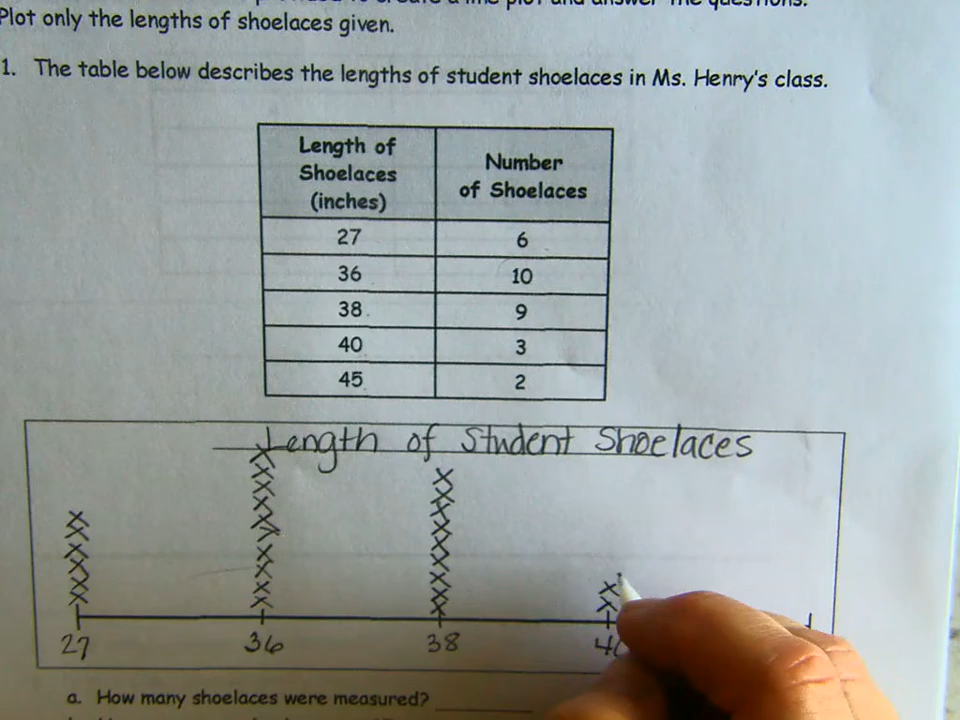 Plot only the lengths of shoelaces given.
1. The table below describes the lengths of student shoelaces in Ms. Henry's class.
Length of Shoelaces (inches) Number of Shoelaces
27 6
36 10
38 9
40 3
45 2
Length of Student Shoelaces
27 36 38
a. How many shoelaces were measured?